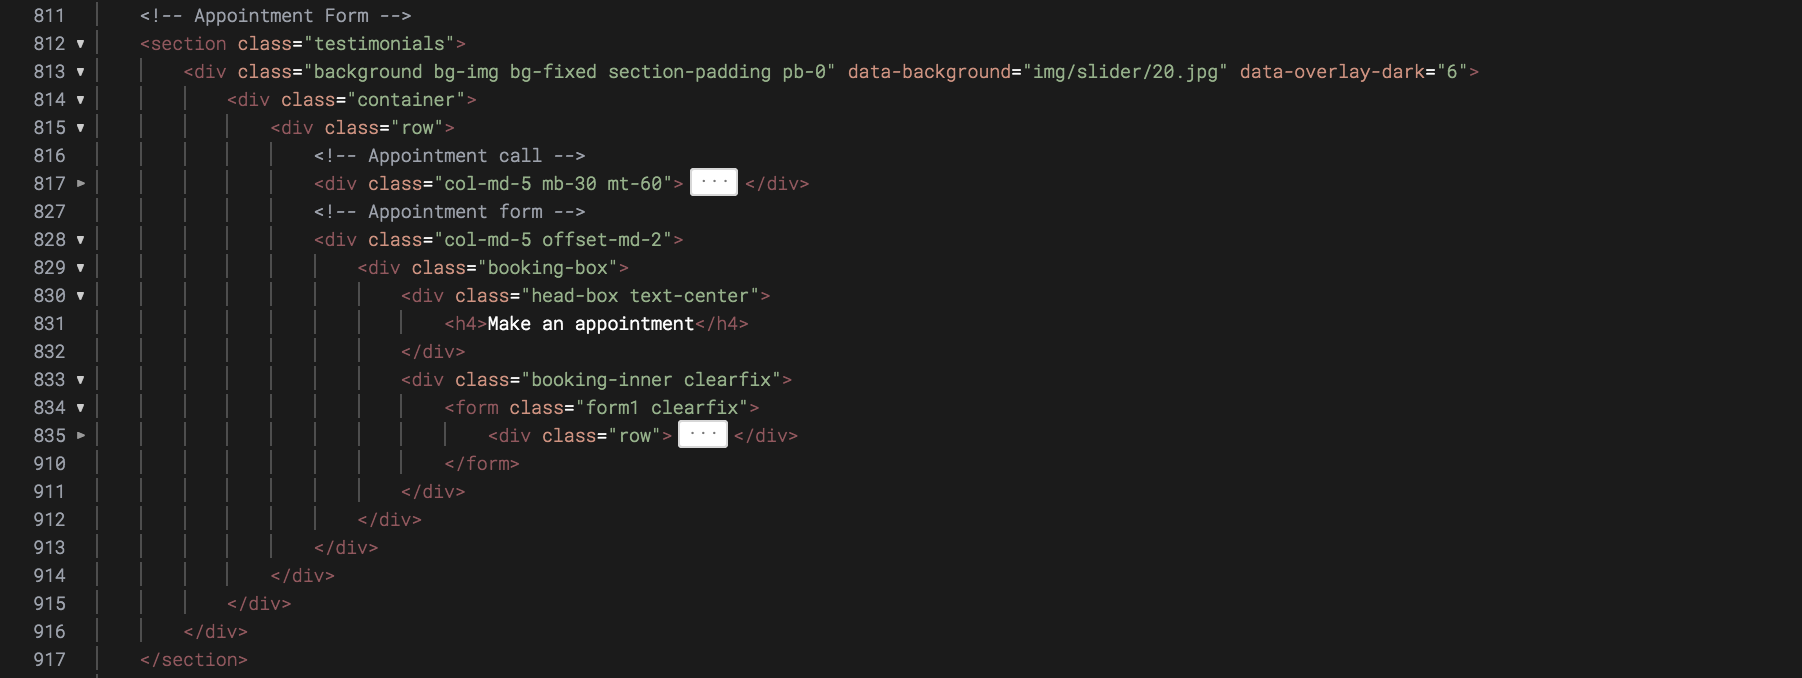 811 <!-- Appointment Form -->
812 <section class="testimonials">
813 <div class="background bg-img bg-fixed section-padding pb-0" data-background="img/slider/20.jpg" data-overlay-dark="6">
814 <div class="container">
815 <div class="row">
816 <!-- Appointment call -->
817 <div class="col-md-5 mb-30 mt-60"> ... </div>
827 <!-- Appointment form -->
828 <div class="col-md-5 offset-md-2">
829 <div class="booking-box">
830 <div class="head-box text-center">
831 <h4>Make an appointment</h4>
832 </div>
833 <div class="booking-inner clearfix">
834 <form class="form1 clearfix">
835 <div class="row"> ... </div>
910 </form>
911 </div>
912 </div>
913 </div>
914 </div>
915 </div>
916 </div>
917 </section>